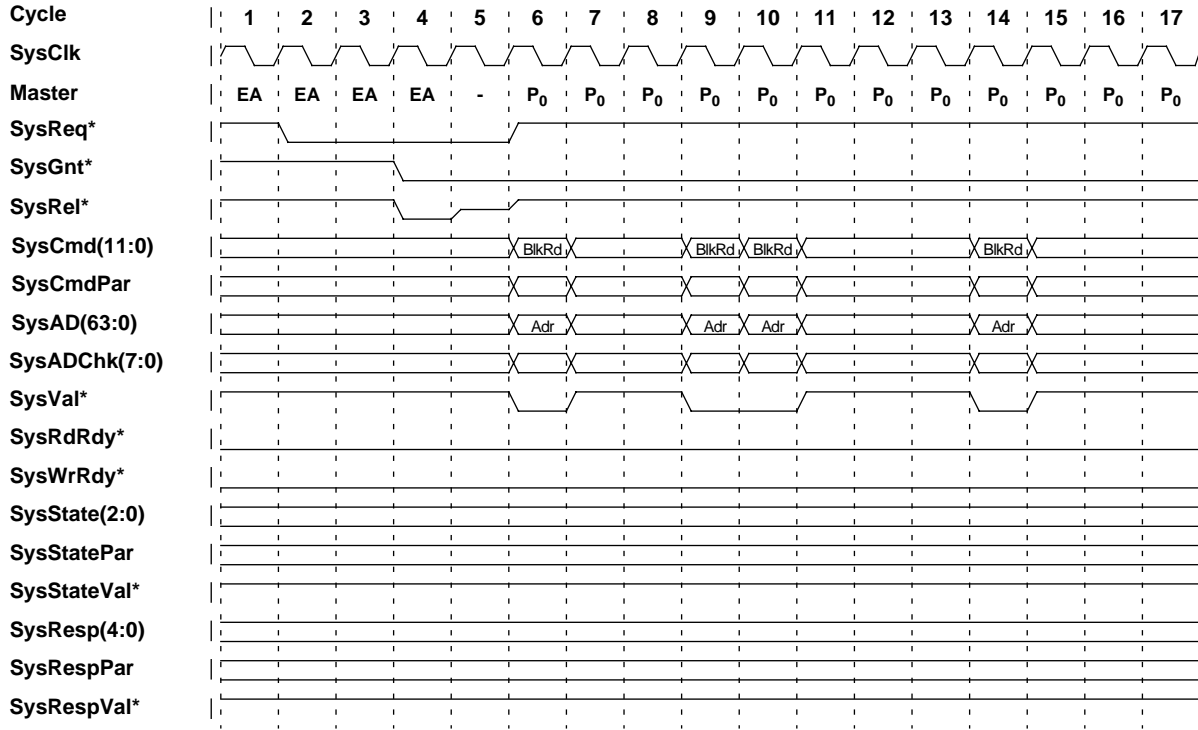 Cycle 1 2 3 4 5 6 7 8 9 10 11 12 13 14 15 16 17
SysClk
Master EA EA EA EA - P0 P0 P0 P0 P0 P0 P0 P0 P0 P0 P0 P0
SysReq*
SysGnt*
SysRel*
SysCmd(11:0) BlkRd BlkRd BlkRd BlkRd
SysCmdPar
SysAD(63:0) Adr Adr Adr Adr
SysADChk(7:0)
SysVal*
SysRdRdy*
SysWrRdy*
SysState(2:0)
SysStatePar
SysStateVal*
SysResp(4:0)
SysRespPar
SysRespVal*